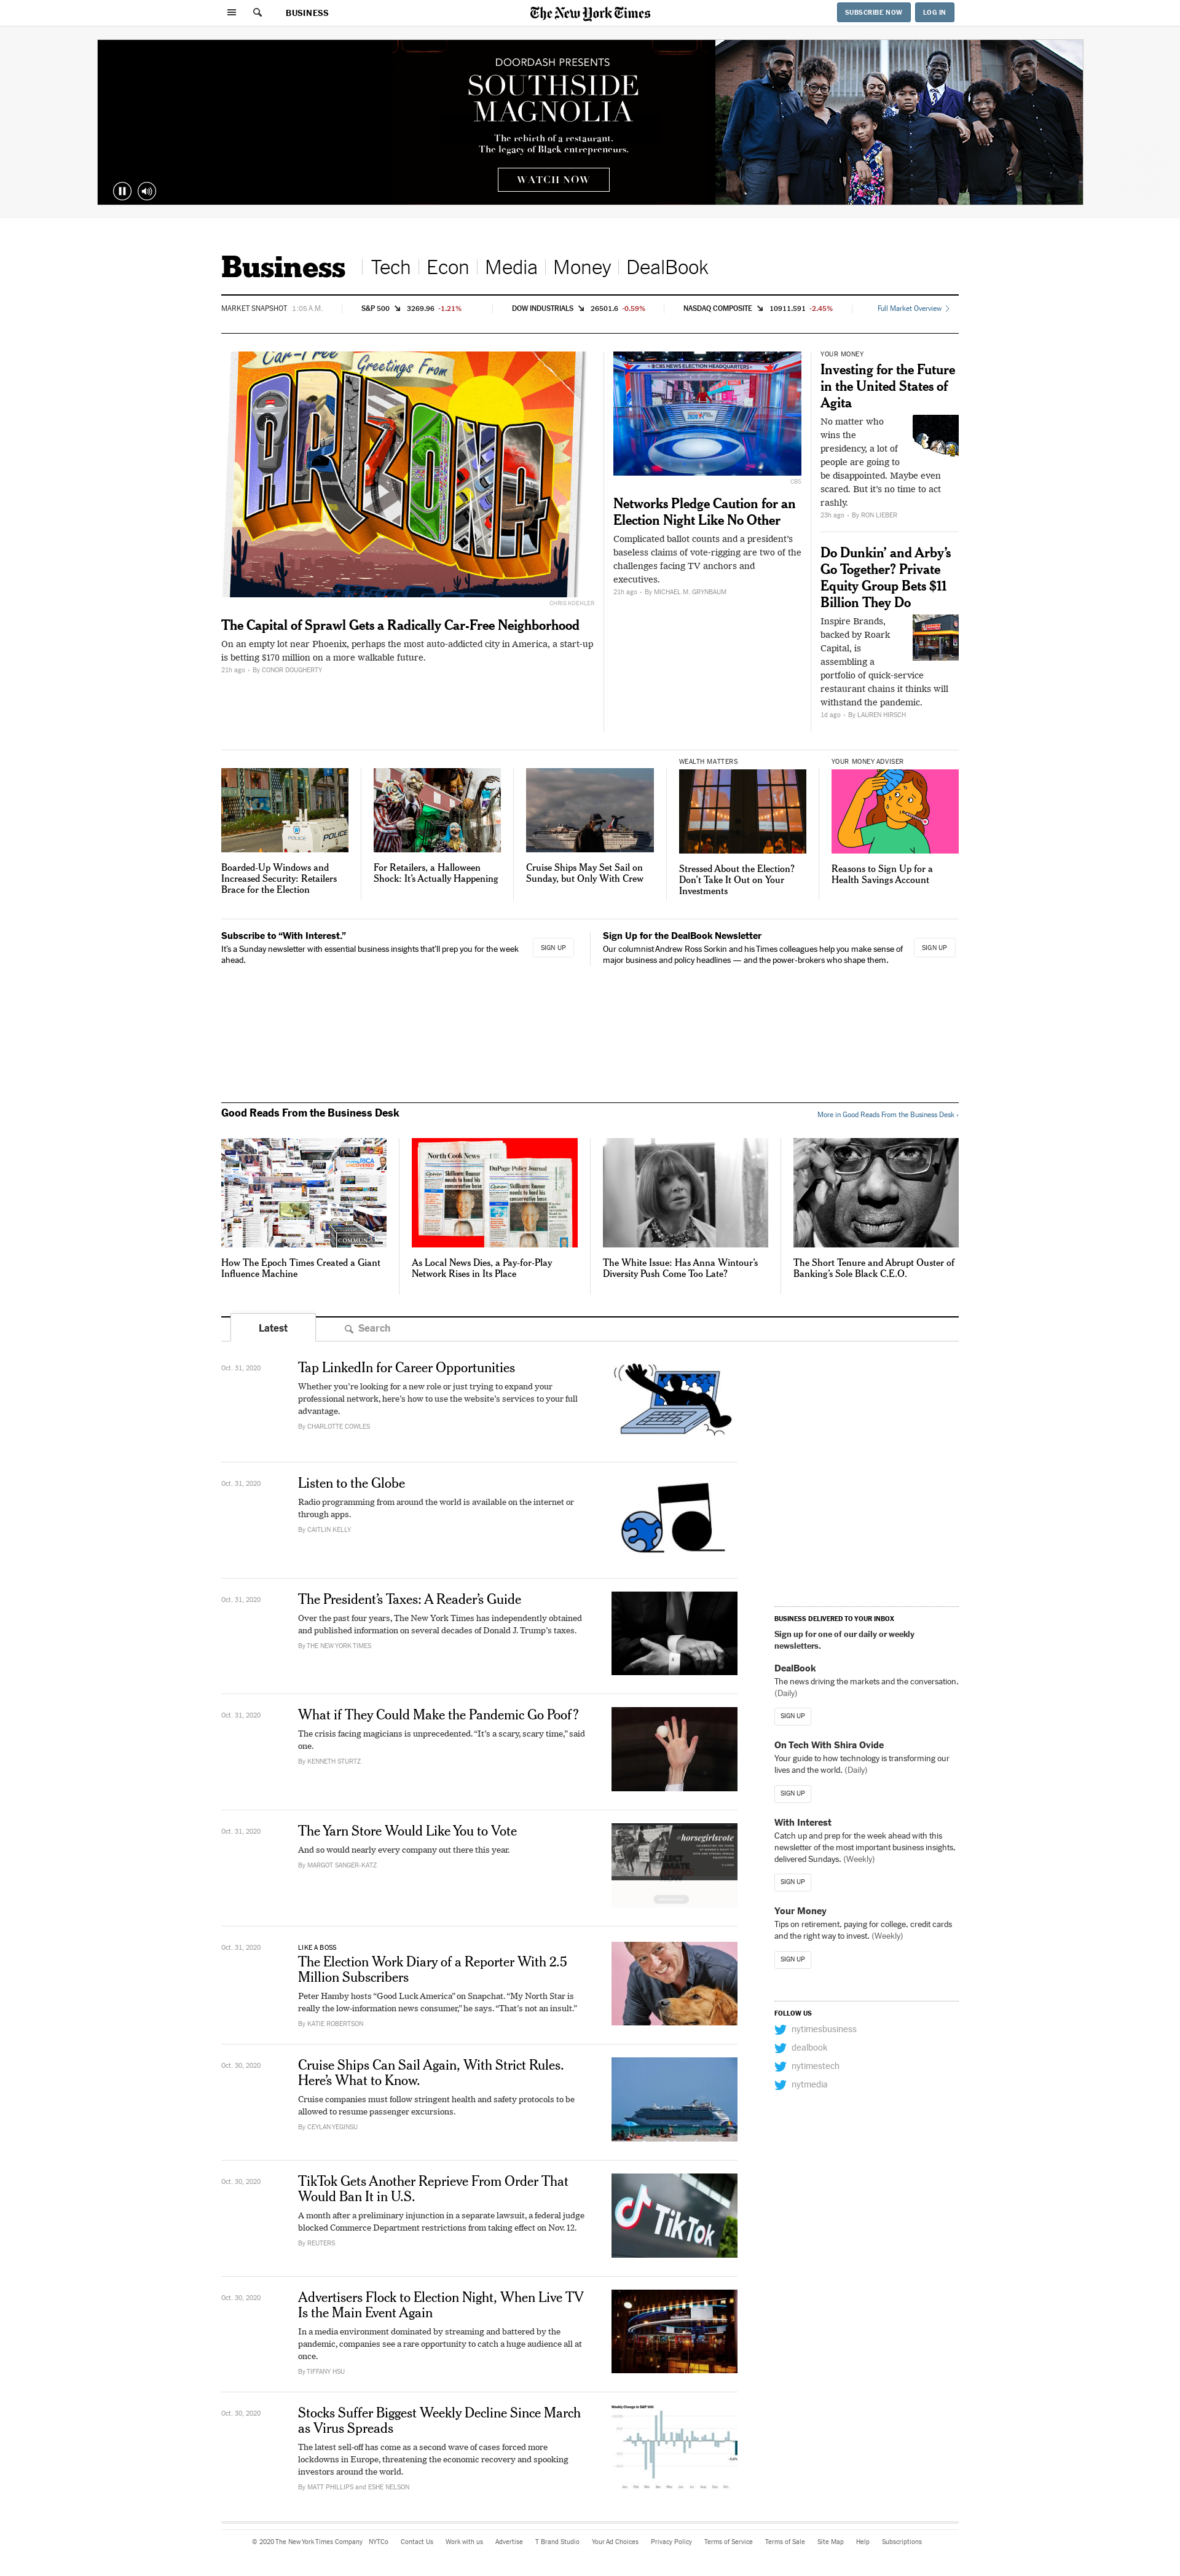 BUSINESS
The New York Times
SUBSCRIBE NOW
LOG IN
DOORDASH PRESENTS
SOUTHSIDE
MAGNOLIA
The rebirth of a restaurant.
The legacy of Black entrepreneurs.
WATCH NOW
Business
Tech
Econ
Media
Money
DealBook
MARKET SNAPSHOT 1:05 A.M.
S&P 500 3269.96 -1.21%
DOW INDUSTRIALS 26501.6 -0.59%
NASDAQ COMPOSITE 10911.591 -2.45%
Full Market Overview
Car-Free
Greetings From
ARIZONA
CHRIS KOEHLER
The Capital of Sprawl Gets a Radically Car-Free Neighborhood
On an empty lot near Phoenix, perhaps the most auto-addicted city in America, a start-up
is betting $170 million on a more walkable future.
21h ago • By CONOR DOUGHERTY
CBS NEWS ELECTION HEADQUARTERS
CBS
Networks Pledge Caution for an
Election Night Like No Other
Complicated ballot counts and a president's
baseless claims of vote-rigging are two of the
challenges facing TV anchors and
executives.
21h ago • By MICHAEL M. GRYNBAUM
YOUR MONEY
Investing for the Future
in the United States of
Agita
No matter who
wins the
presidency, a lot of
people are going to
be disappointed. Maybe even
scared. But it's no time to act
rashly.
23h ago • By RON LIEBER
Do Dunkin' and Arby's
Go Together? Private
Equity Group Bets $11
Billion They Do
Inspire Brands,
backed by Roark
Capital, is
assembling a
portfolio of quick-service
restaurant chains it thinks will
withstand the pandemic.
1d ago • By LAUREN HIRSCH
POLICE
POLICE
Boarded-Up Windows and
Increased Security: Retailers
Brace for the Election
For Retailers, a Halloween
Shock: It's Actually Happening
Cruise Ships May Set Sail on
Sunday, but Only With Crew
WEALTH MATTERS
Stressed About the Election?
Don't Take It Out on Your
Investments
YOUR MONEY ADVISER
Reasons to Sign Up for a
Health Savings Account
Subscribe to “With Interest.”
It's a Sunday newsletter with essential business insights that'll prep you for the week
ahead.
SIGN UP
Sign Up for the DealBook Newsletter
Our columnist Andrew Ross Sorkin and his Times colleagues help you make sense of
major business and policy headlines — and the power-brokers who shape them.
SIGN UP
Good Reads From the Business Desk
More in Good Reads From the Business Desk ›
How The Epoch Times Created a Giant
Influence Machine
North Cook News
DuPage Policy Journal
Opinion
Skillicorn: Rauner
needs to heed his
conservative base
Opinion
Skillicorn: Rauner
needs to heed his
conservative base
As Local News Dies, a Pay-for-Play
Network Rises in Its Place
The White Issue: Has Anna Wintour's
Diversity Push Come Too Late?
The Short Tenure and Abrupt Ouster of
Banking's Sole Black C.E.O.
Latest
Search
Oct. 31, 2020
Tap LinkedIn for Career Opportunities
Whether you're looking for a new role or just trying to expand your
professional network, here's how to use the website's services to your full
advantage.
By CHARLOTTE COWLES
Oct. 31, 2020
Listen to the Globe
Radio programming from around the world is available on the internet or
through apps.
By CAITLIN KELLY
Oct. 31, 2020
The President's Taxes: A Reader's Guide
Over the past four years, The New York Times has independently obtained
and published information on several decades of Donald J. Trump's taxes.
By THE NEW YORK TIMES
Oct. 31, 2020
What if They Could Make the Pandemic Go Poof?
The crisis facing magicians is unprecedented. “It's a scary, scary time,” said
one.
By KENNETH STURTZ
Oct. 31, 2020
The Yarn Store Would Like You to Vote
And so would nearly every company out there this year.
By MARGOT SANGER-KATZ
#horsegirlsvote
Oct. 31, 2020
LIKE A BOSS
The Election Work Diary of a Reporter With 2.5
Million Subscribers
Peter Hamby hosts “Good Luck America” on Snapchat. “My North Star is
really the low-information news consumer,” he says. “That's not an insult.”
By KATIE ROBERTSON
Oct. 30, 2020
Cruise Ships Can Sail Again, With Strict Rules.
Here's What to Know.
Cruise companies must follow stringent health and safety protocols to be
allowed to resume passenger excursions.
By CEYLAN YEGINSU
Oct. 30, 2020
TikTok Gets Another Reprieve From Order That
Would Ban It in U.S.
A month after a preliminary injunction in a separate lawsuit, a federal judge
blocked Commerce Department restrictions from taking effect on Nov. 12.
By REUTERS
TikTok
Oct. 30, 2020
Advertisers Flock to Election Night, When Live TV
Is the Main Event Again
In a media environment dominated by streaming and battered by the
pandemic, companies see a rare opportunity to catch a huge audience all at
once.
By TIFFANY HSU
Oct. 30, 2020
Stocks Suffer Biggest Weekly Decline Since March
as Virus Spreads
The latest sell-off has come as a second wave of cases forced more
lockdowns in Europe, threatening the economic recovery and spooking
investors around the world.
By MATT PHILLIPS and ESHE NELSON
Weekly Change in S&P 500
BUSINESS DELIVERED TO YOUR INBOX
Sign up for one of our daily or weekly
newsletters.
DealBook
The news driving the markets and the conversation.
(Daily)
SIGN UP
On Tech With Shira Ovide
Your guide to how technology is transforming our
lives and the world. (Daily)
SIGN UP
With Interest
Catch up and prep for the week ahead with this
newsletter of the most important business insights,
delivered Sundays. (Weekly)
SIGN UP
Your Money
Tips on retirement, paying for college, credit cards
and the right way to invest. (Weekly)
SIGN UP
FOLLOW US
nytimesbusiness
dealbook
nytimestech
nytmedia
© 2020 The New York Times Company NYTCo Contact Us Work with us Advertise T Brand Studio Your Ad Choices Privacy Policy Terms of Service Terms of Sale Site Map Help Subscriptions